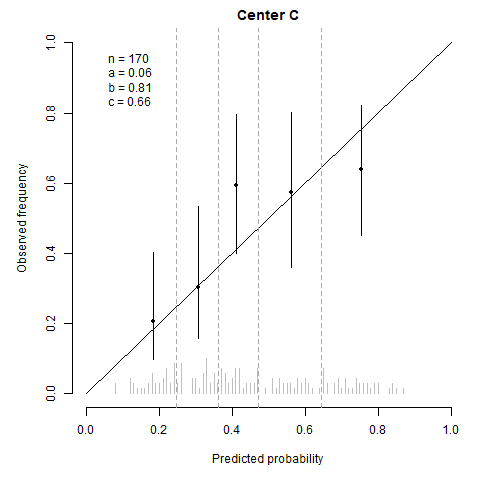 Center C
n = 170
a = 0.06
b = 0.81
c = 0.66
Observed frequency
1.0
0.8
0.6
0.4
0.2
0.0
0.0 0.2 0.4 0.6 0.8 1.0
Predicted probability